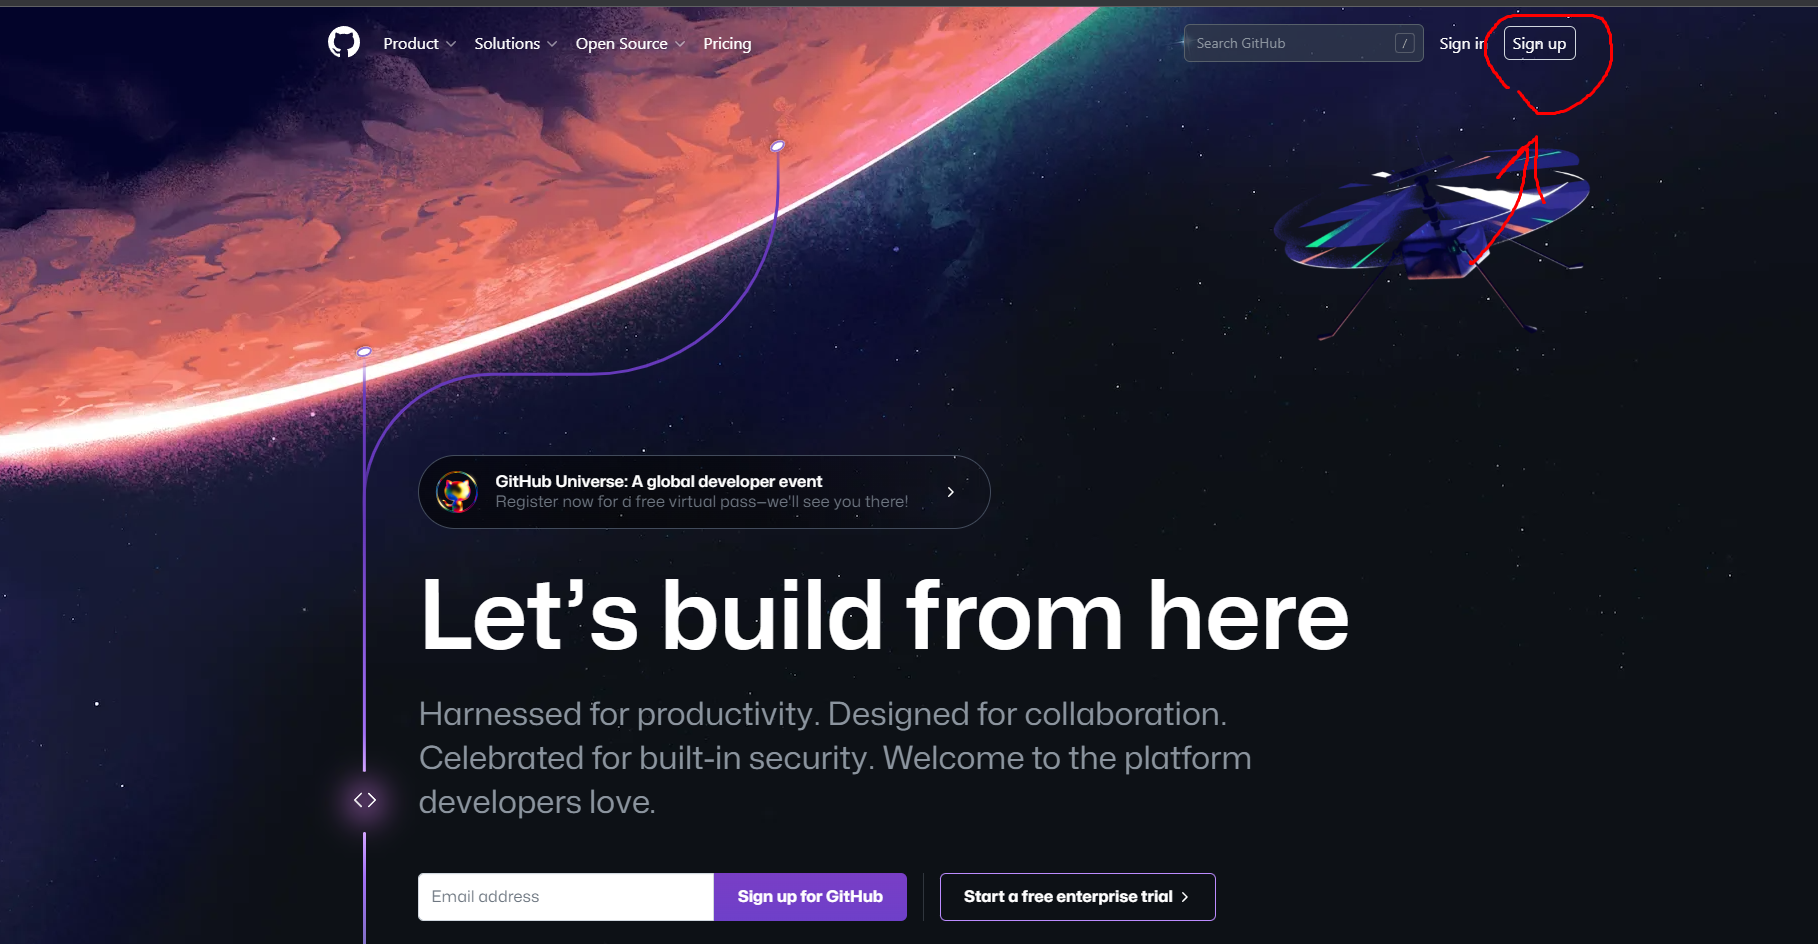 Product
Solutions
Open Source
Pricing
Search GitHub
/
Sign in
Sign up
GitHub Universe: A global developer event
Register now for a free virtual pass—we'll see you there!
Let’s build from here
Harnessed for productivity. Designed for collaboration.
Celebrated for built-in security. Welcome to the platform
developers love.
Email address
Sign up for GitHub
Start a free enterprise trial